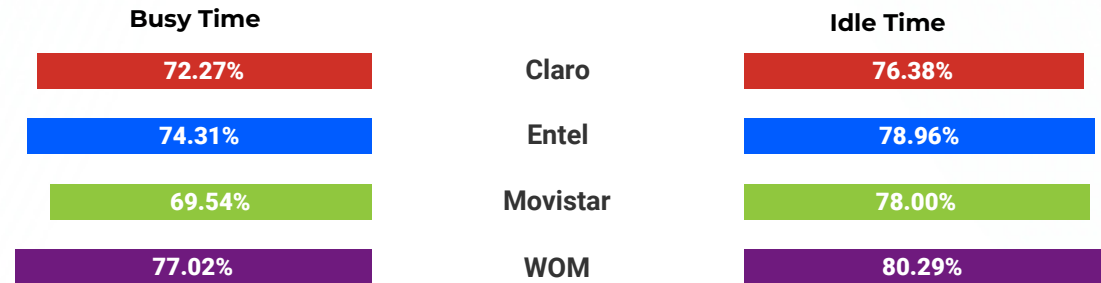 Busy Time Idle Time
72.27% Claro 76.38%
74.31% Entel 78.96%
69.54% Movistar 78.00%
77.02% WOM 80.29%